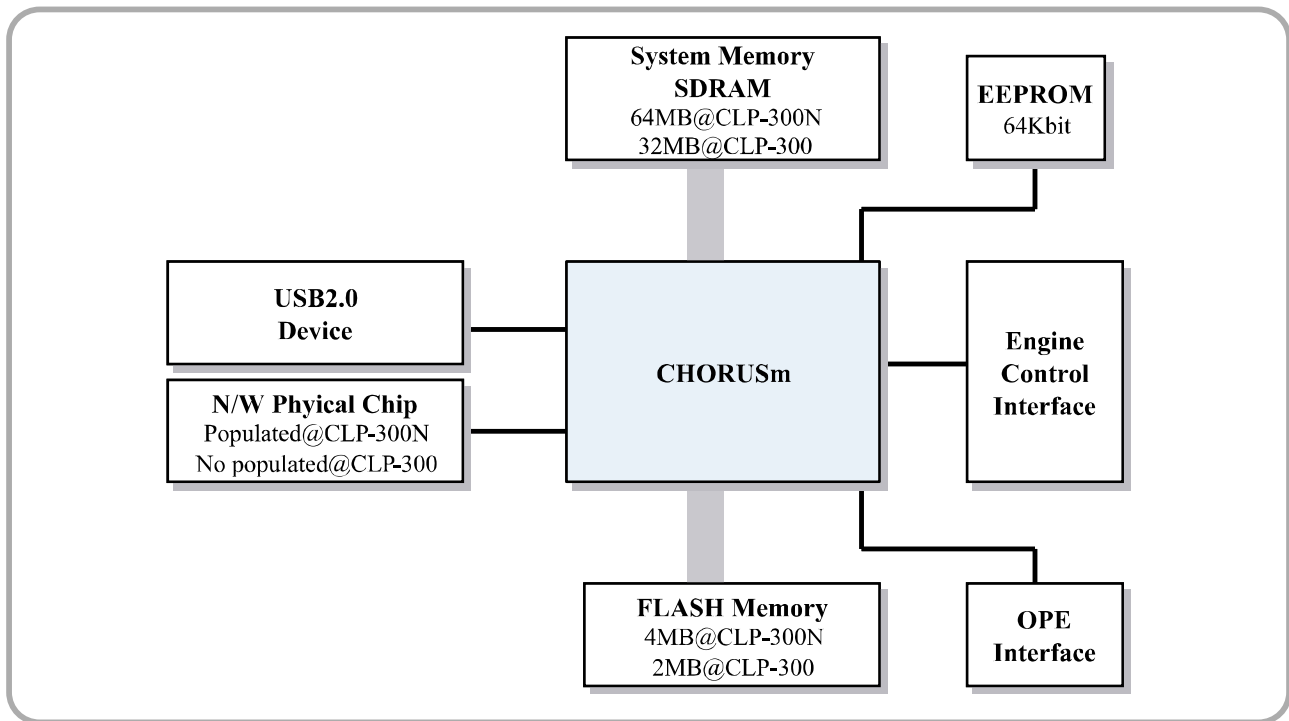 System Memory
SDRAM
64MB@CLP-300N
32MB@CLP-300
EEPROM
64Kbit
USB2.0
Device
N/W Phyical Chip
Populated@CLP-300N
No populated@CLP-300
CHORUSm
Engine
Control
Interface
FLASH Memory
4MB@CLP-300N
2MB@CLP-300
OPE
Interface